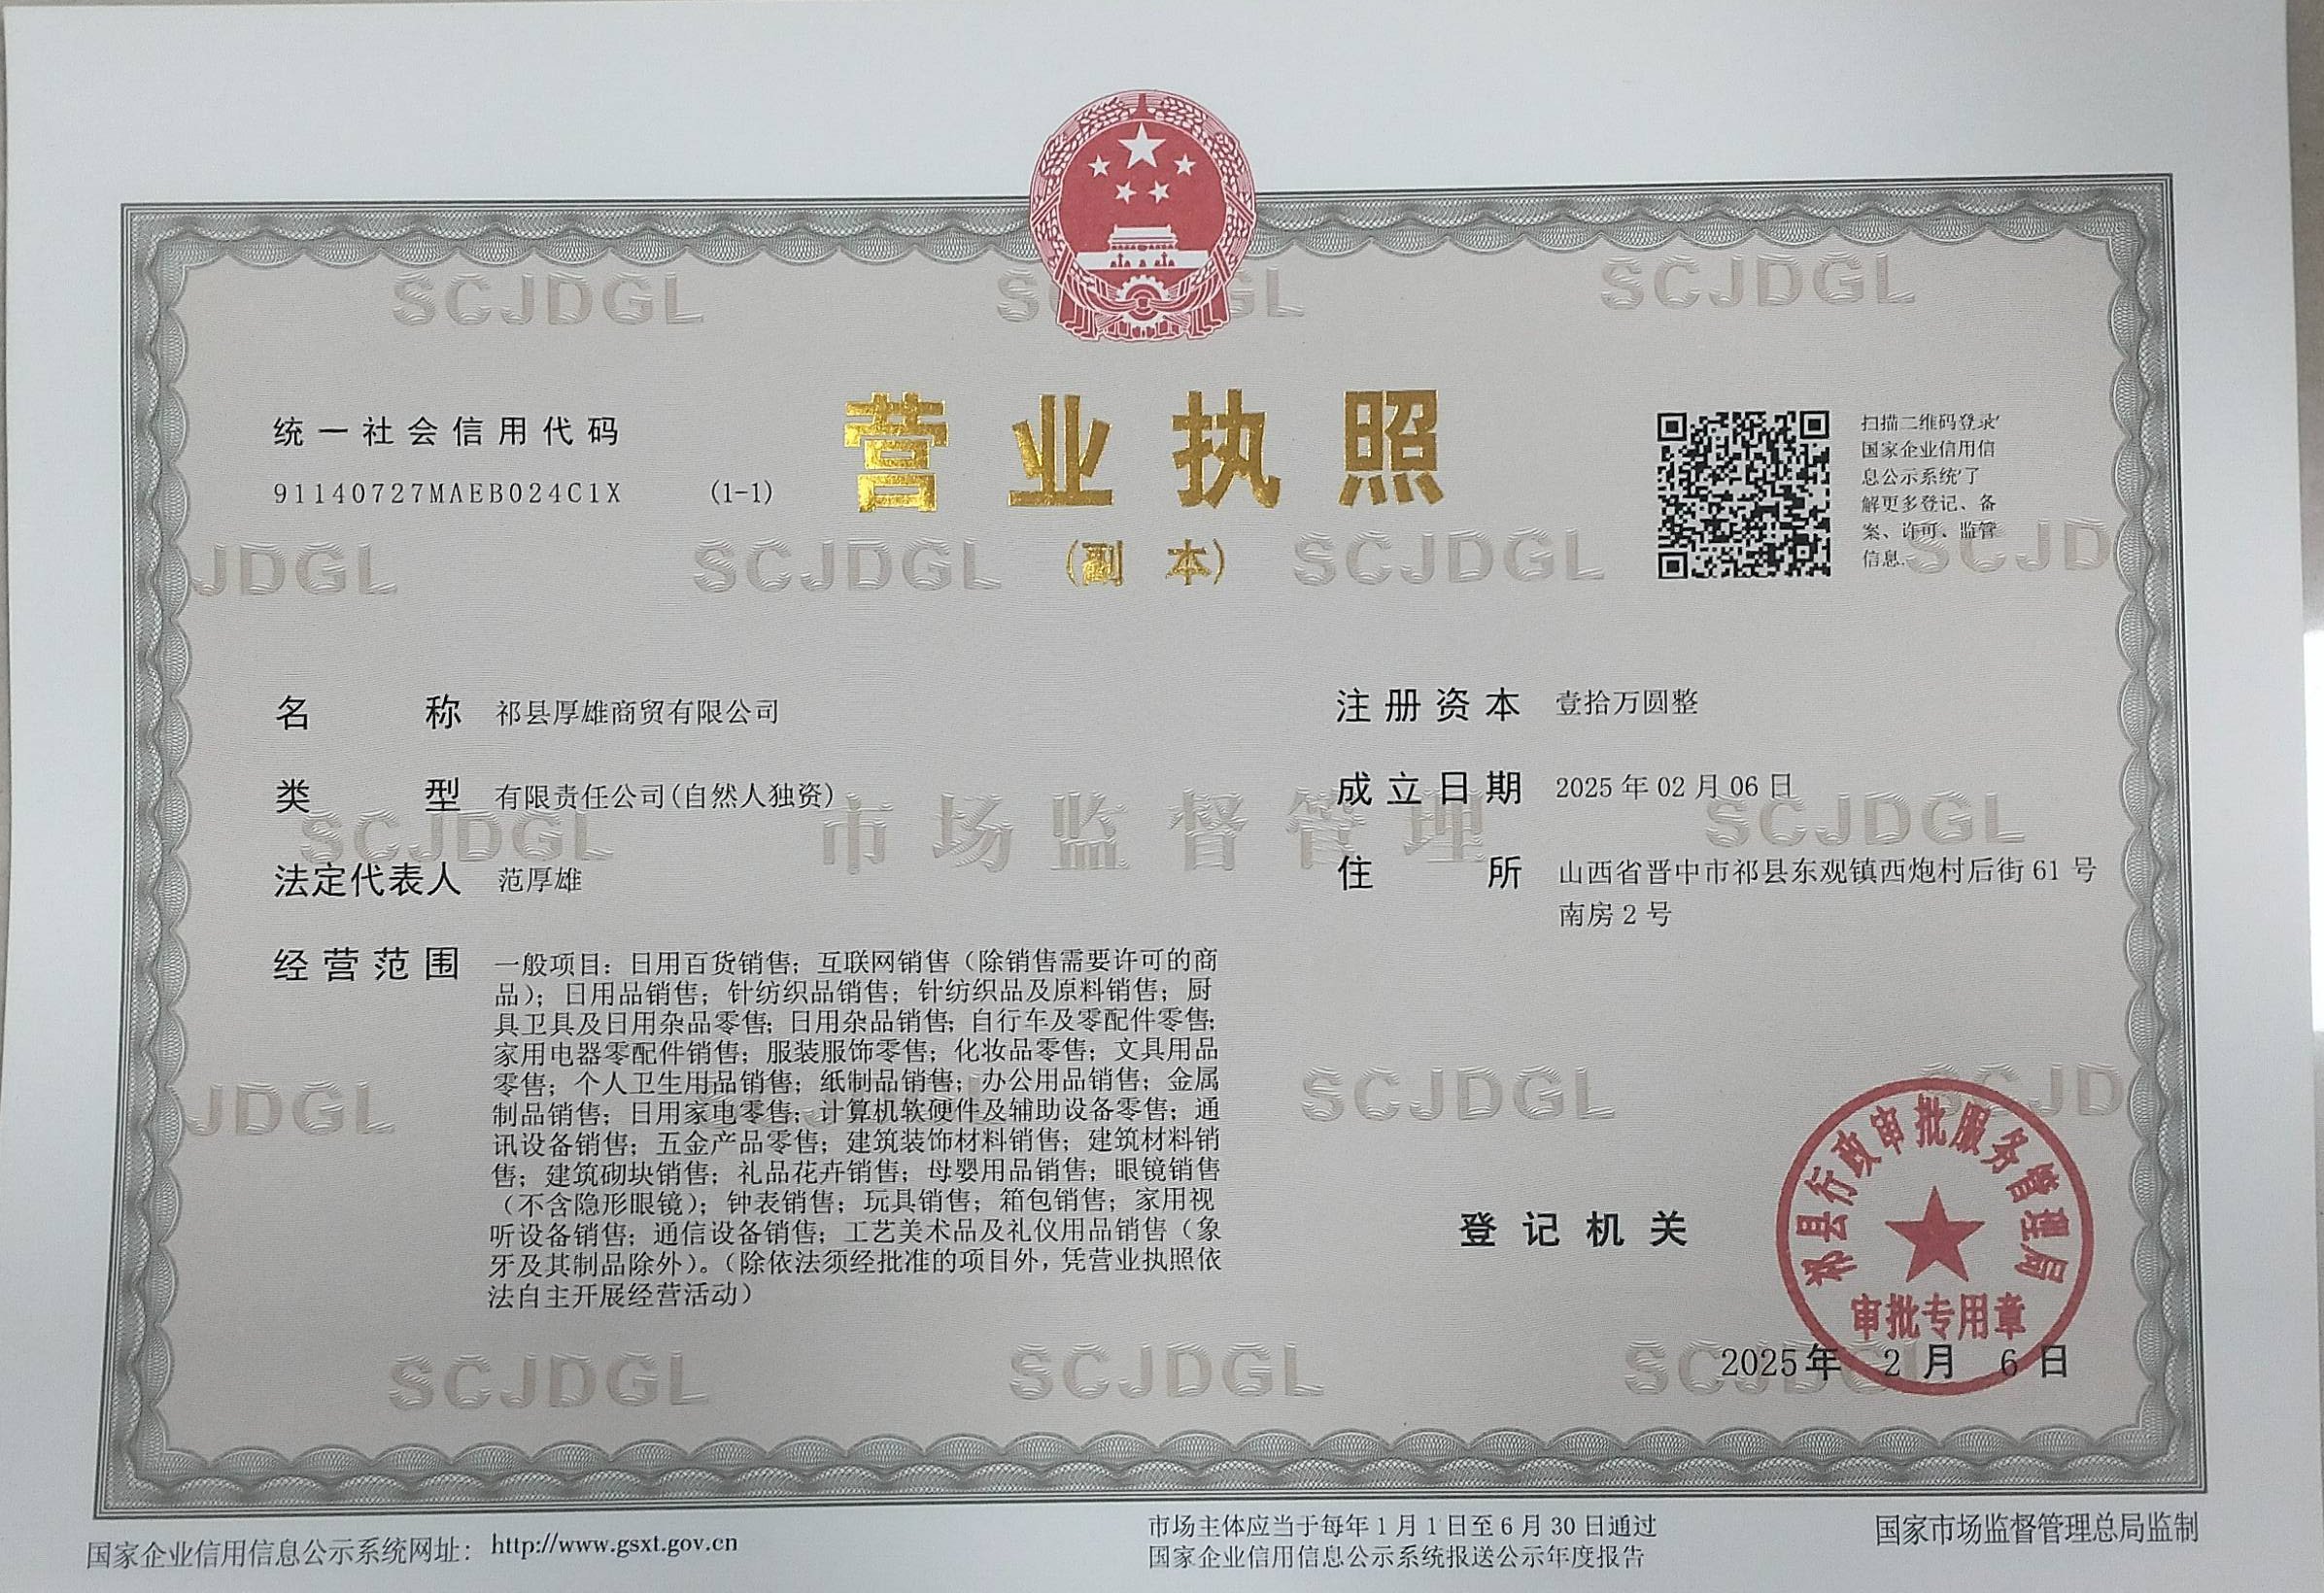 统一社会信用代码
91140727MAEB024C1X (1-1)
营业执照
(副 本)
扫描二维码登录'
国家企业信用信
息公示系统'了
解更多登记、备
案、许可、监管
信息.
名称 祁县厚雄商贸有限公司
类型 有限责任公司(自然人独资)
法定代表人 范厚雄
经营范围 一般项目：日用百货销售；互联网销售（除销售需要许可的商
品）；日用品销售；针纺织品销售；针纺织品及原料销售；厨
具卫具及日用杂品零售；日用杂品销售；自行车及零配件零售；
家用电器零配件销售；服装服饰零售；化妆品零售；文具用品
零售；个人卫生用品销售；纸制品销售；办公用品销售；金属
制品销售；日用家电零售；计算机软硬件及辅助设备零售；通
讯设备销售；五金产品零售；建筑装饰材料销售；建筑材料销
售；建筑砌块销售；礼品花卉销售；母婴用品销售；眼镜销售
（不含隐形眼镜）；钟表销售；玩具销售；箱包销售；家用视
听设备销售；通信设备销售；工艺美术品及礼仪用品销售（象
牙及其制品除外）。（除依法须经批准的项目外，凭营业执照依
法自主开展经营活动）
注册资本 壹拾万圆整
成立日期 2025年02月06日
住所 山西省晋中市祁县东观镇西炮村后街61号
南房2号
登记机关
祁县行政审批服务管理局
审批专用章
2025年 2月 6日
SCJDGL
SCJDGL
SCJDGL
JDGL
SCJDGL
SCJDGL
SCJD
SCJDGL
市场监督管理
SCJDGL
JDGL
SCJDGL
SCJD
SCJDGL
SCJDGL
SCJDGL
国家企业信用信息公示系统网址： http://www.gsxt.gov.cn
市场主体应当于每年1月1日至6月30日通过
国家企业信用信息公示系统报送公示年度报告
国家市场监督管理总局监制